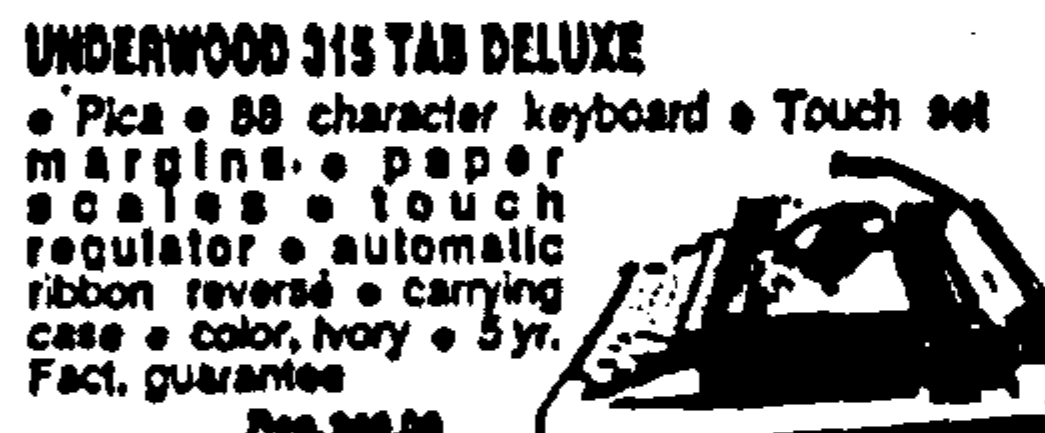 UNDERWOOD 315 TAB DELUXE
• Pica • 88 character keyboard • Touch set
margins • paper
scales • touch
regulator • automatic
ribbon reverse • carrying
case • color, ivory • 5 yr.
Fact. guarantee